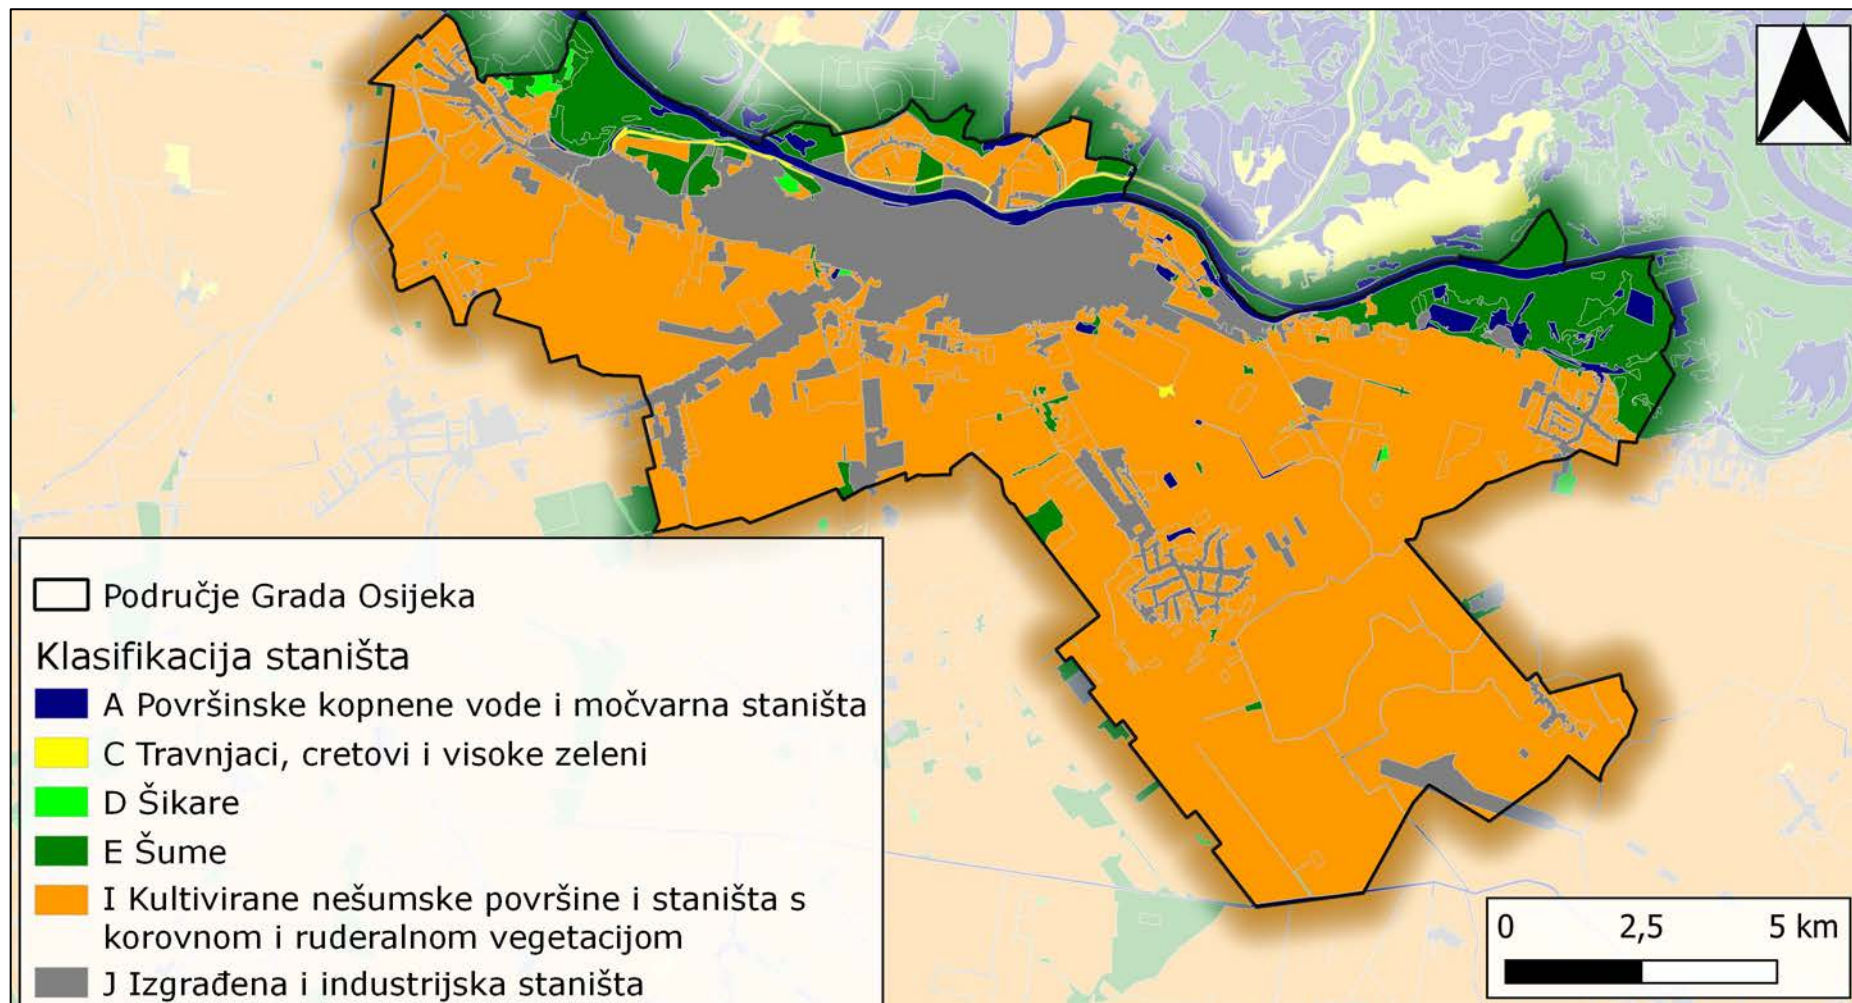 Područje Grada Osijeka
Klasifikacija staništa
A Površinske kopnene vode i močvarna staništa
C Travnjaci, cretovi i visoke zeleni
D Šikare
E Šume
I Kultivirane nešumske površine i staništa s
korovnom i ruderalnom vegetacijom
J Izgrađena i industrijska staništa
0 2,5 5 km